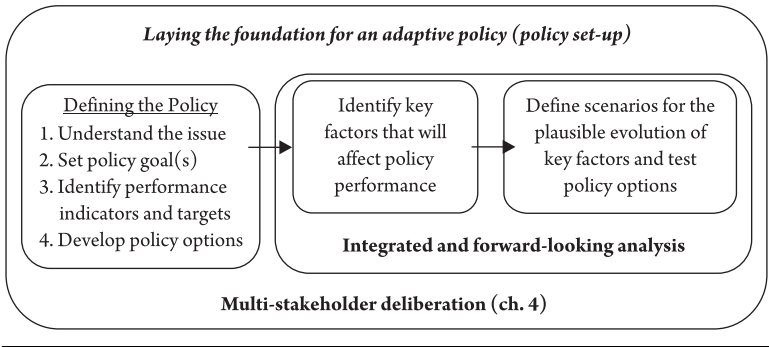 Laying the foundation for an adaptive policy (policy set-up)
Defining the Policy
1. Understand the issue
2. Set policy goal(s)
3. Identify performance
indicators and targets
4. Develop policy options
Identify key
factors that will
affect policy
performance
Define scenarios for the
plausible evolution of
key factors and test
policy options
Integrated and forward-looking analysis
Multi-stakeholder deliberation (ch. 4)